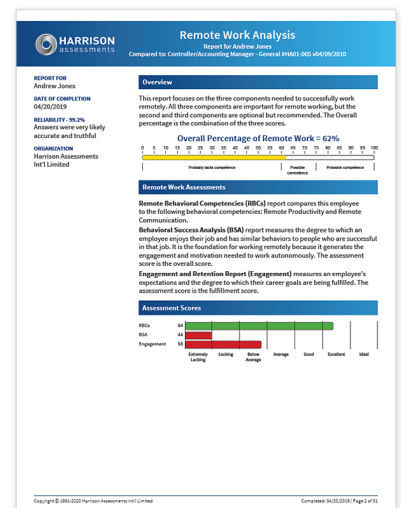 HARRISON
assessments
Remote Work Analysis
Report for Andrew Jones
Compared to: Controller/Accounting Manager - General #HA01-005 v04/09/2010
REPORT FOR
Andrew Jones
DATE OF COMPLETION
04/20/2019
RELIABILITY - 99.2%
Answers were very likely
accurate and truthful
ORGANIZATION
Harrison Assessments
Int'l Limited
Overview
This report focuses on the three components needed to successfully work
remotely. All three components are important for remote working, but the
second and third components are optional but recommended. The Overall
percentage is the combination of the three scores.
Overall Percentage of Remote Work = 62%
0 5 10 15 20 25 30 35 40 45 50 55 60 65 70 75 80 85 90 95 100
Probably lacks competence
Possible
competence
Probable competence
Remote Work Assessments
Remote Behavioral Competencies (RBCs) report compares this employee
to the following behavioral competencies: Remote Productivity and Remote
Communication.
Behavioral Success Analysis (BSA) report measures the degree to which an
employee enjoys their job and has similar behaviors to people who are successful
in that job. It is the foundation for working remotely because it generates the
engagement and motivation needed to work autonomously. The assessment
score is the overall score.
Engagement and Retention Report (Engagement) measures an employee's
expectations and the degree to which their career goals are being fulfilled. The
assessment score is the fulfillment score.
Assessment Scores
RBCs 84
BSA 44
Engagement 58
Extremely
Lacking
Lacking
Below
Average
Average
Good
Excellent
Ideal
Copyright © 1991-2020 Harrison Assessments Int'l Limited
Completed: 04/20/2019 | Page 2 of 51